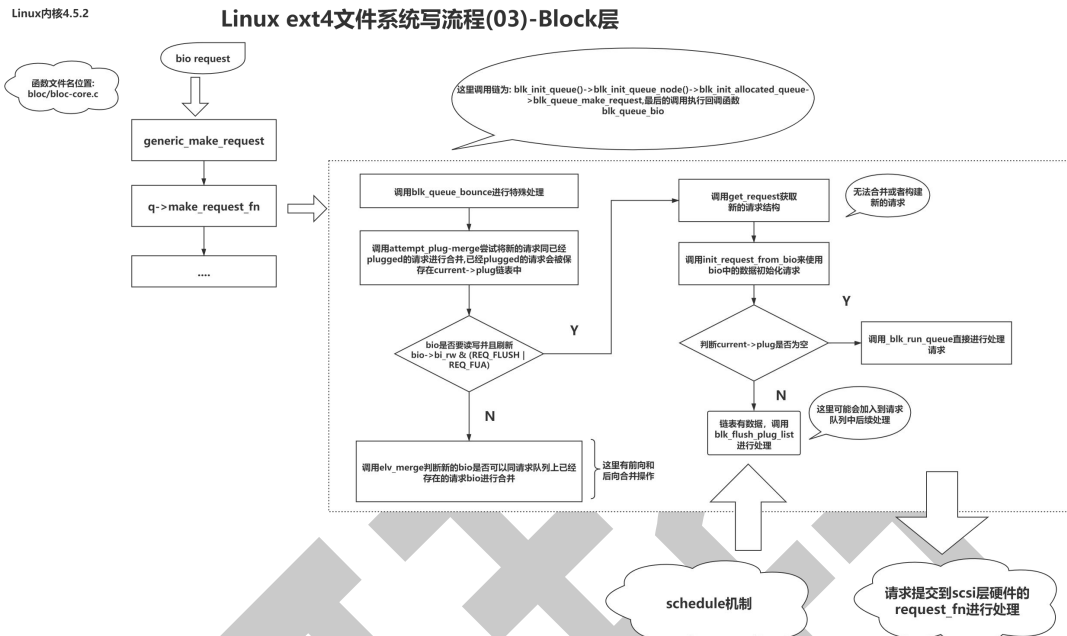 Linux内核4.5.2
Linux ext4文件系统写流程(03)-Block层
bio request
函数文件名位置:
bloc/bloc-core.c
generic_make_request
q->make_request_fn
....
这里调用链为: blk_init_queue()->blk_init_queue_node()->blk_init_allocated_queue-
>blk_queue_make_request,最后的调用执行回调函数
blk_queue_bio
调用blk_queue_bounce进行特殊处理
调用attempt_plug-merge尝试将新的请求同已经
plugged的请求进行合并,已经plugged的请求会被保
存在current->plug链表中
bio是否要读写并且刷新
bio->bi_rw & (REQ_FLUSH |
REQ_FUA)
Y
N
调用elv_merge判断新的bio是否可以同请求队列上已经
存在的请求bio进行合并
这里有前向和
后向合并操作
调用get_request获取
新的请求结构
无法合并或者构建
新的请求
调用init_request_from_bio来使用
bio中的数据初始化请求
判断current->plug是否为空
Y
调用_blk_run_queue直接进行处理
请求
N
链表有数据，调用
blk_flush_plug_list
进行处理
这里可能会加入到请求
队列中后续处理
schedule机制
请求提交到scsi层硬件的
request_fn进行处理